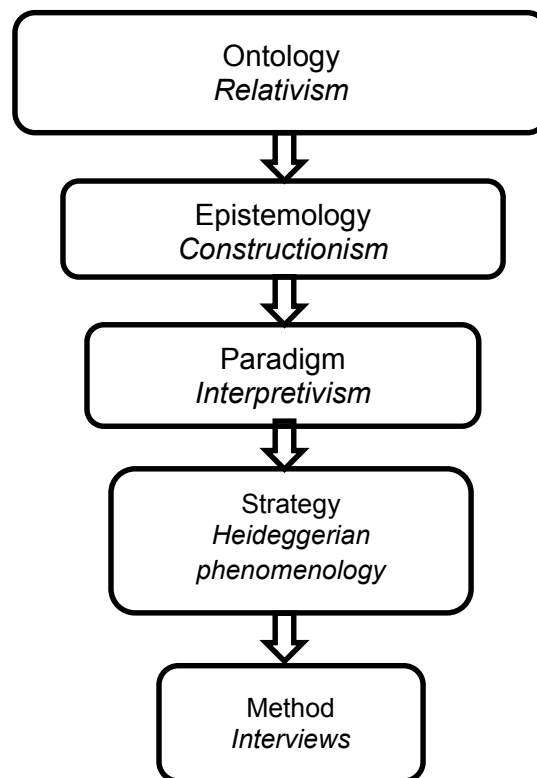 Ontology
Relativism
Epistemology
Constructionism
Paradigm
Interpretivism
Strategy
Heideggerian
phenomenology
Method
Interviews